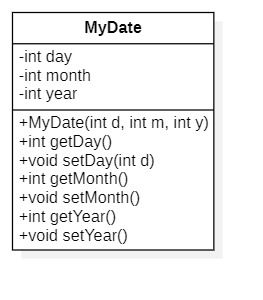 MyDate
-int day
-int month
-int year
+MyDate(int d, int m, int y)
+int getDay()
+void setDay(int d)
+int getMonth()
+void setMonth()
+int getYear()
+void setYear()